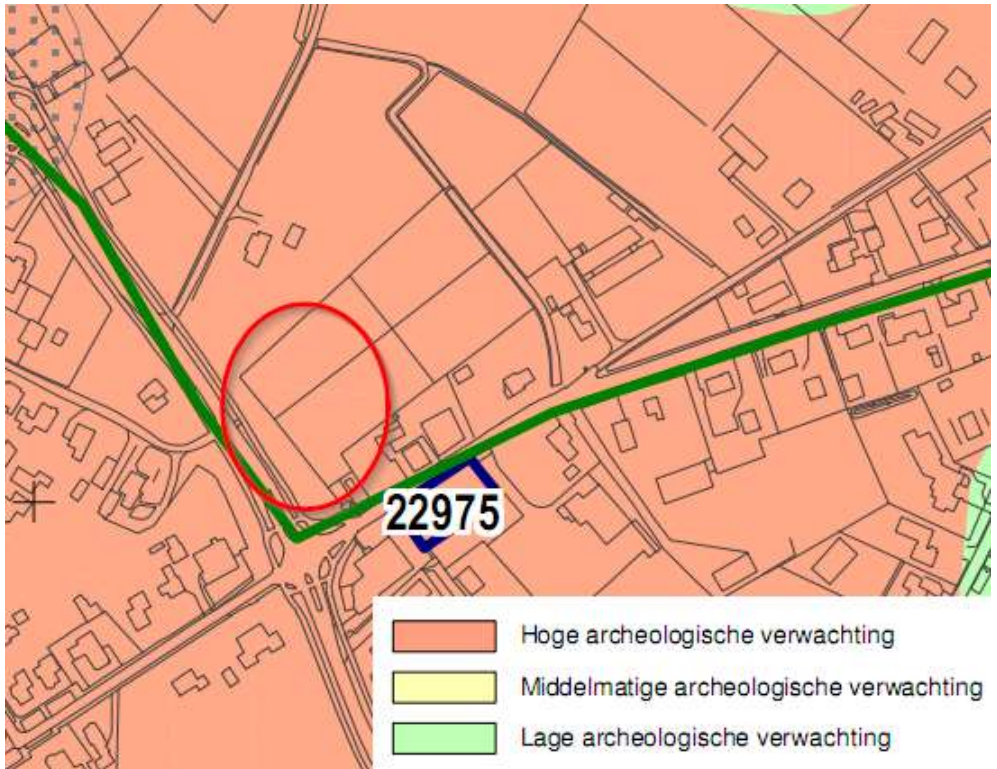 22975
Hoge archeologische verwachting
Middelmatige archeologische verwachting
Lage archeologische verwachting